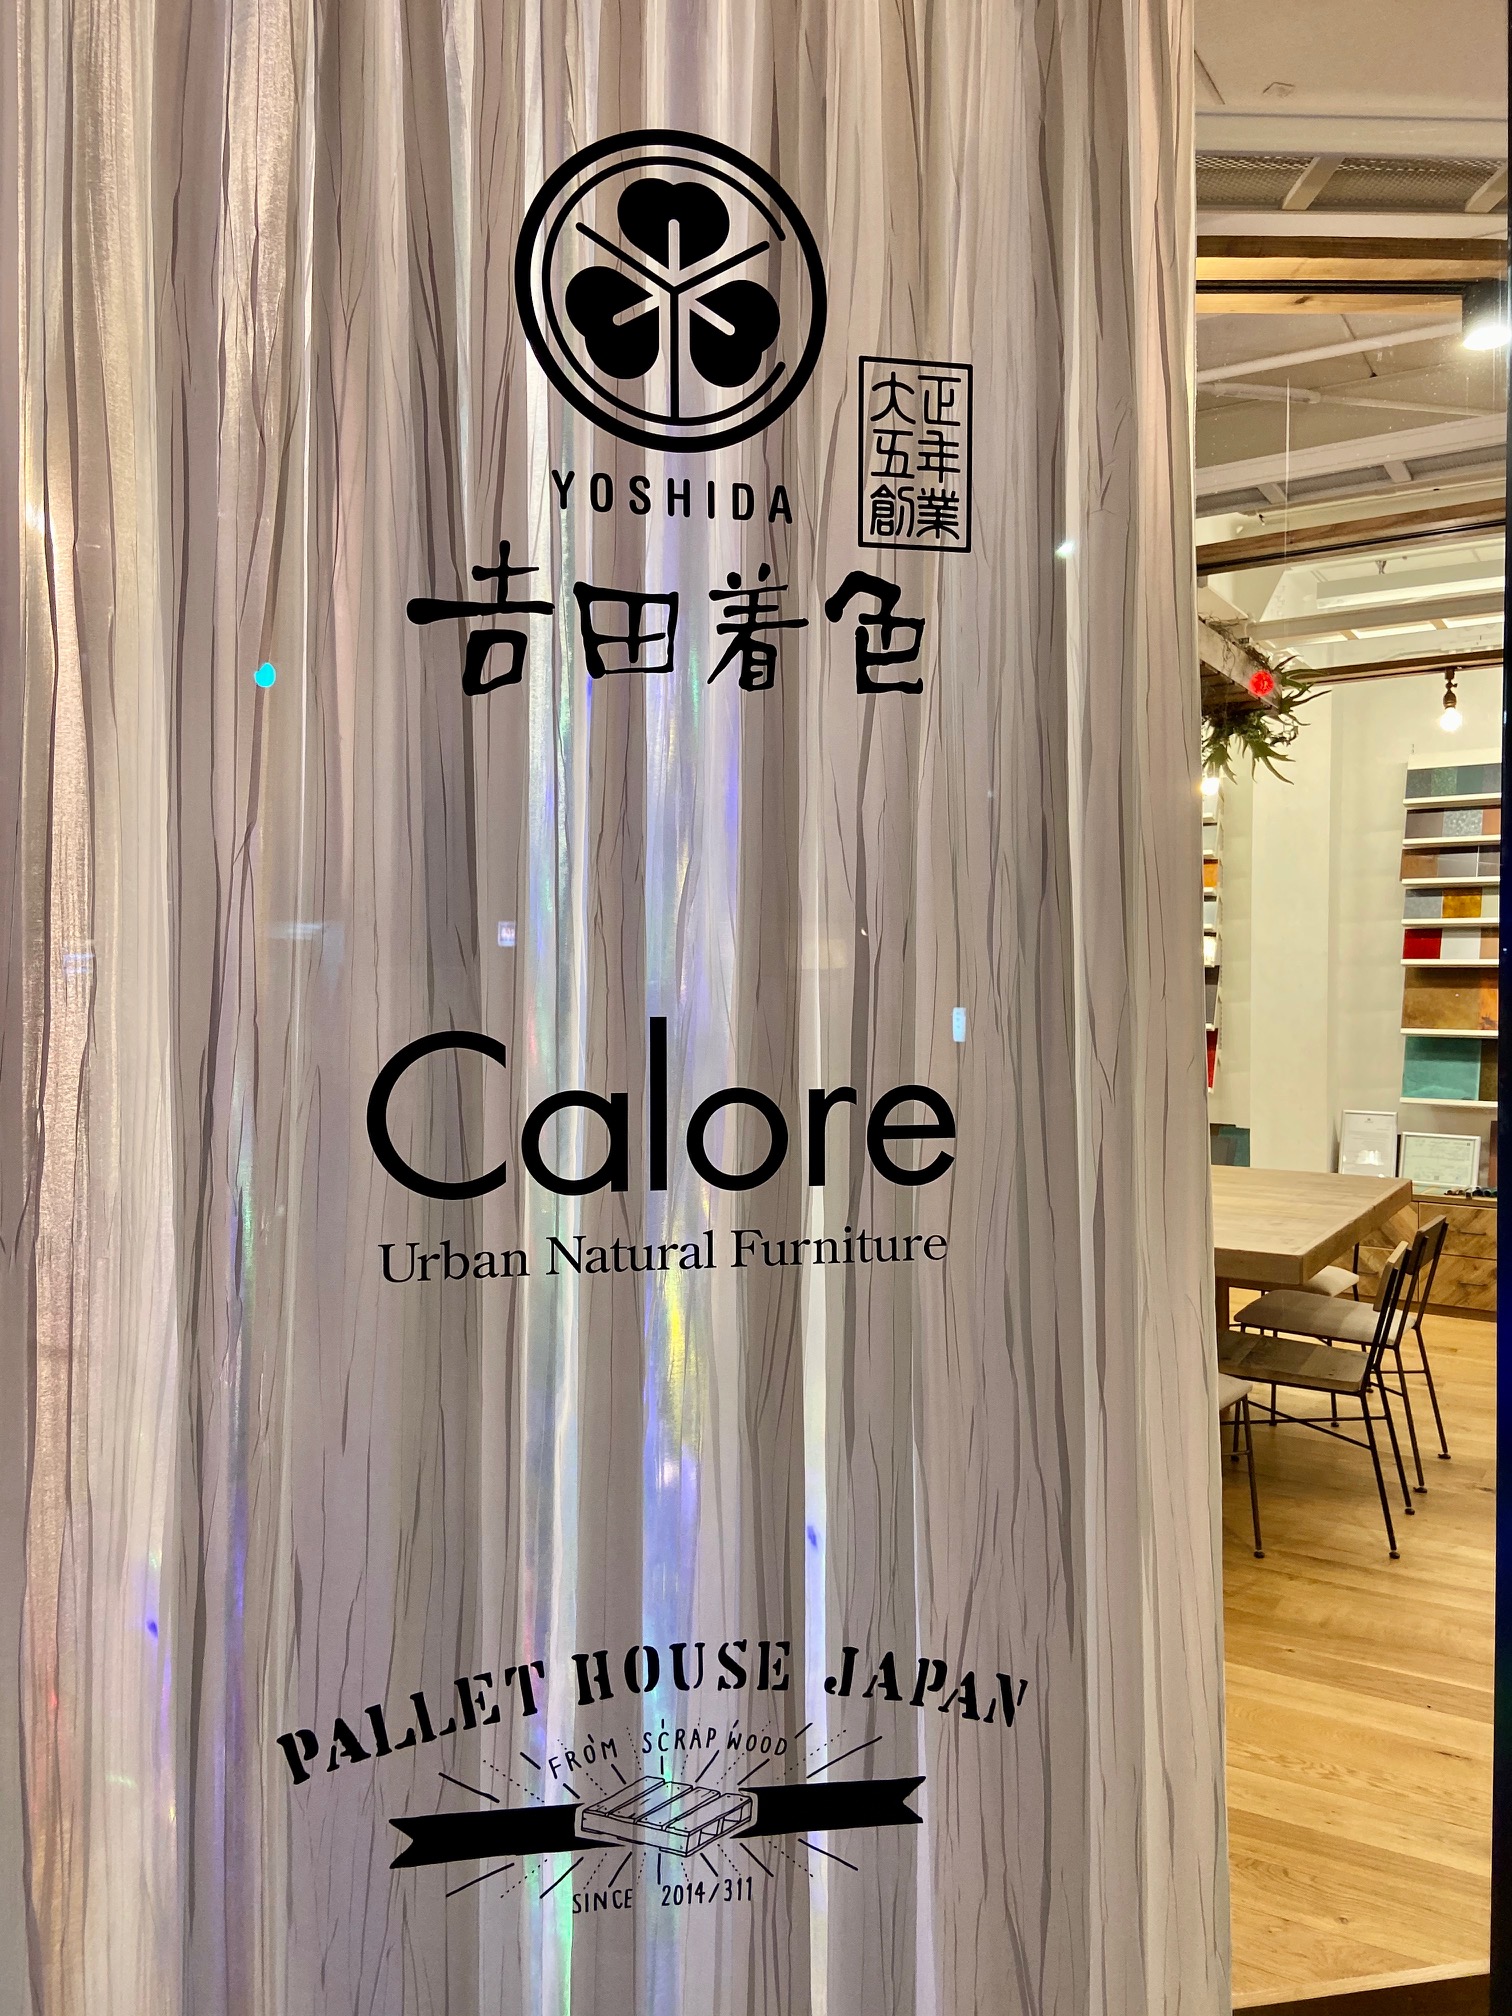 YOSHIDA
大正
五年
創業
吉田着色
Calore
Urban Natural Furniture
PALLET HOUSE JAPAN
FROM SCRAP WOOD
SINCE 2014/311